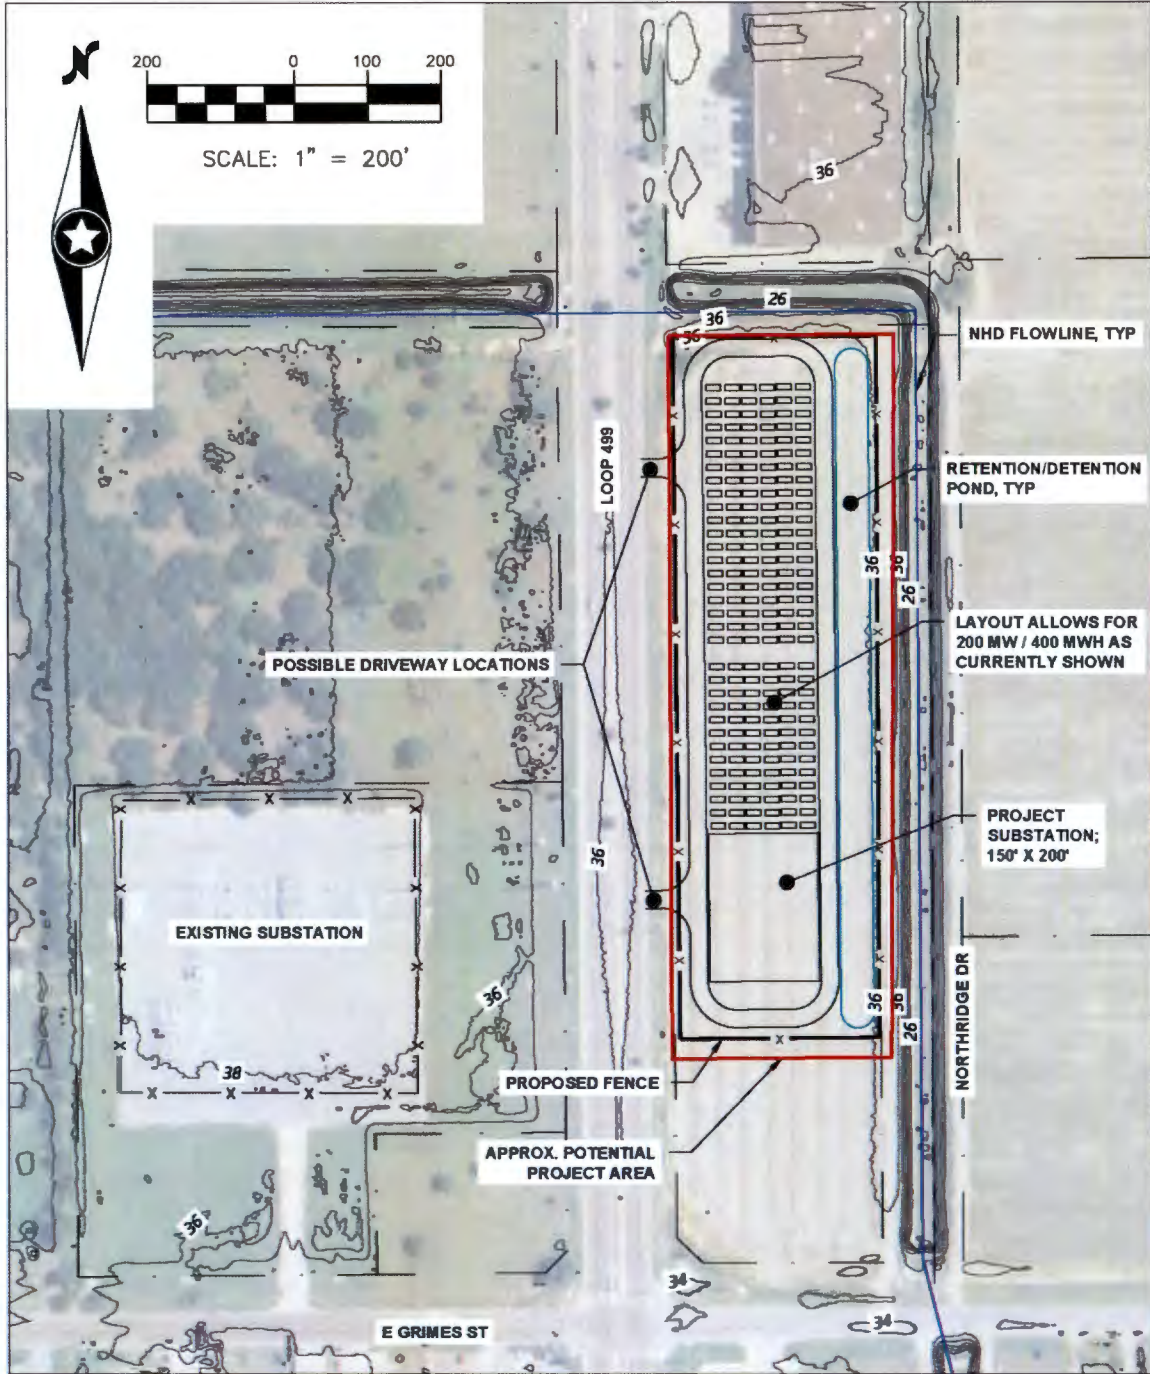 N
200 0 100 200
SCALE: 1" = 200'
36
26
36
36
NHD FLOWLINE, TYP
LOOP 499
RETENTION/DETENTION
POND, TYP
36
36
26
LAYOUT ALLOWS FOR
200 MW / 400 MWH AS
CURRENTLY SHOWN
POSSIBLE DRIVEWAY LOCATIONS
36
PROJECT
SUBSTATION;
150' X 200'
EXISTING SUBSTATION
36
36
36
26
NORTHRIDGE DR
38
PROPOSED FENCE
APPROX. POTENTIAL
PROJECT AREA
36
34
34
E GRIMES ST